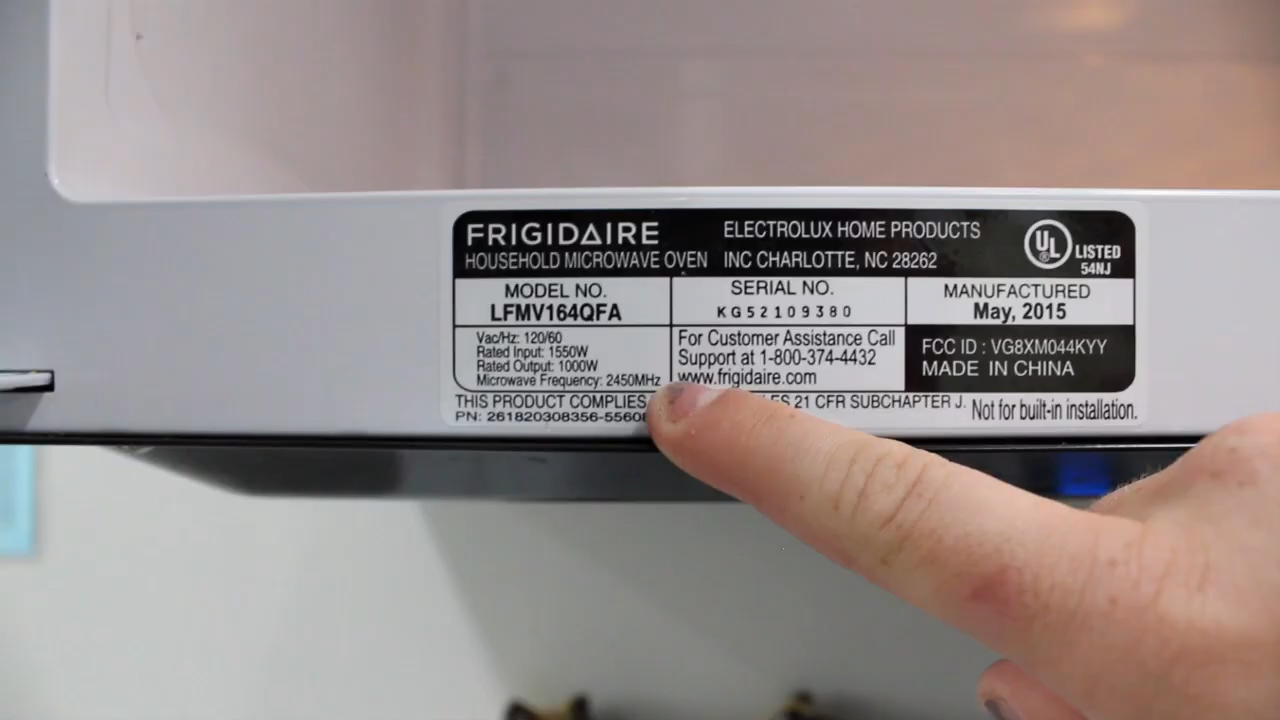 FRIGIDAIRE
HOUSEHOLD MICROWAVE OVEN
ELECTROLUX HOME PRODUCTS
INC CHARLOTTE, NC 28262
UL
®
LISTED
54NJ
MODEL NO.
LFMV164QFA
SERIAL NO.
KG52109380
MANUFACTURED
May, 2015
Vac/Hz: 120/60
Rated Input: 1550W
Rated Output: 1000W
Microwave Frequency: 2450MHz
For Customer Assistance Call
Support at 1-800-374-4432
www.frigidaire.com
FCC ID : VG8XM044KYY
MADE IN CHINA
THIS PRODUCT COMPLIES 21 CFR SUBCHAPTER J.
Not for built-in installation.
PN: